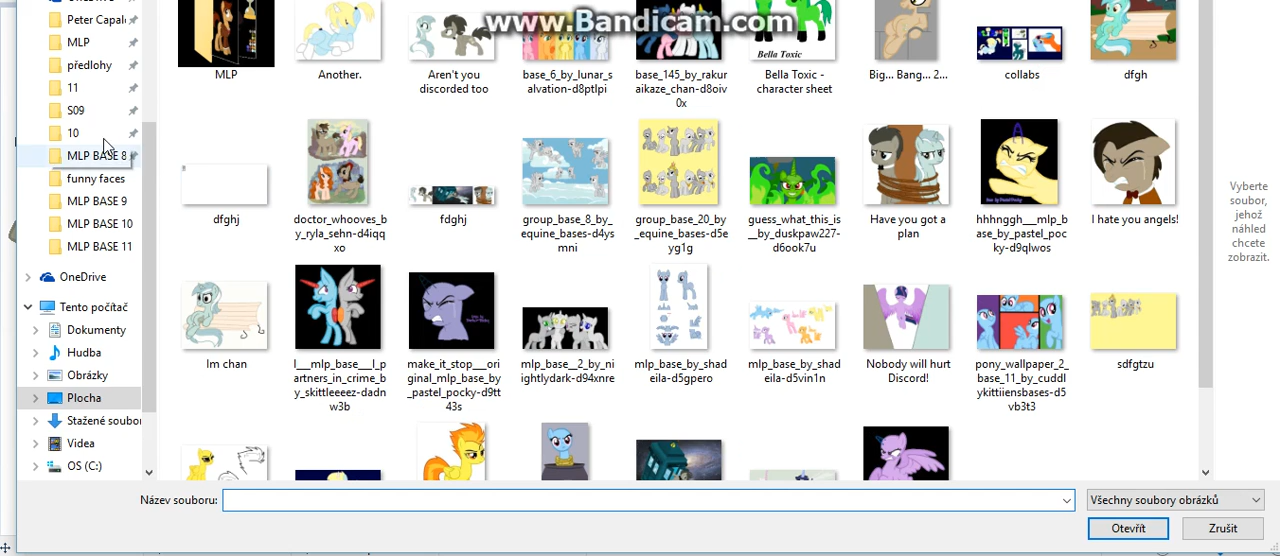 www.Bandicam.com
Peter Capal
MLP
předlohy
11
S09
10
MLP BASE 8
funny faces
MLP BASE 9
MLP BASE 10
MLP BASE 11
OneDrive
Tento počítač
Dokumenty
Hudba
Obrázky
Plocha
Stažené soubor
Videa
OS (C:)
MLP
Another.
Aren't you
discorded too
base_6_by_lunar_s
alvation-d8ptlpi
base_145_by_rakur
aikaze_chan-d8oiv
0x
Bella Toxic
Bella Toxic -
character sheet
Big... Bang... 2...
collabs
dfgh
dfghj
doctor_whooves_b
y_ryla_sehn-d4iqq
xo
fdghj
group_base_8_by_
equine_bases-d4ys
mni
group_base_20_by
_equine_bases-d5e
yg1g
guess_what_this_is
__by_duskpaw227-
d6ook7u
Have you got a
plan
hhhngghh__mlp_b
ase_by_pastel_poc
ky-d9qlwos
I hate you angels!
Im chan
l___mlp_base___l_p
artners_in_crime_b
y_skittleeeez-dadn
w3b
make_it_stop___ori
ginal_mlp_base_by
_pastel_pocky-d9tt
43s
mlp_base__2_by_ni
ghtlydark-d94xnre
mlp_base_by_shad
eila-d5gpero
mlp_base_by_shad
eila-d5vin1n
Nobody will hurt
Discord!
pony_wallpaper_2_
base_11_by_cuddl
ykittiiensbases-d5
vb3t3
sdfgtzu
Vyberte
soubor,
jehož
náhled
chcete
zobrazit.
Název souboru:
Všechny soubory obrázků
Otevřít
Zrušit